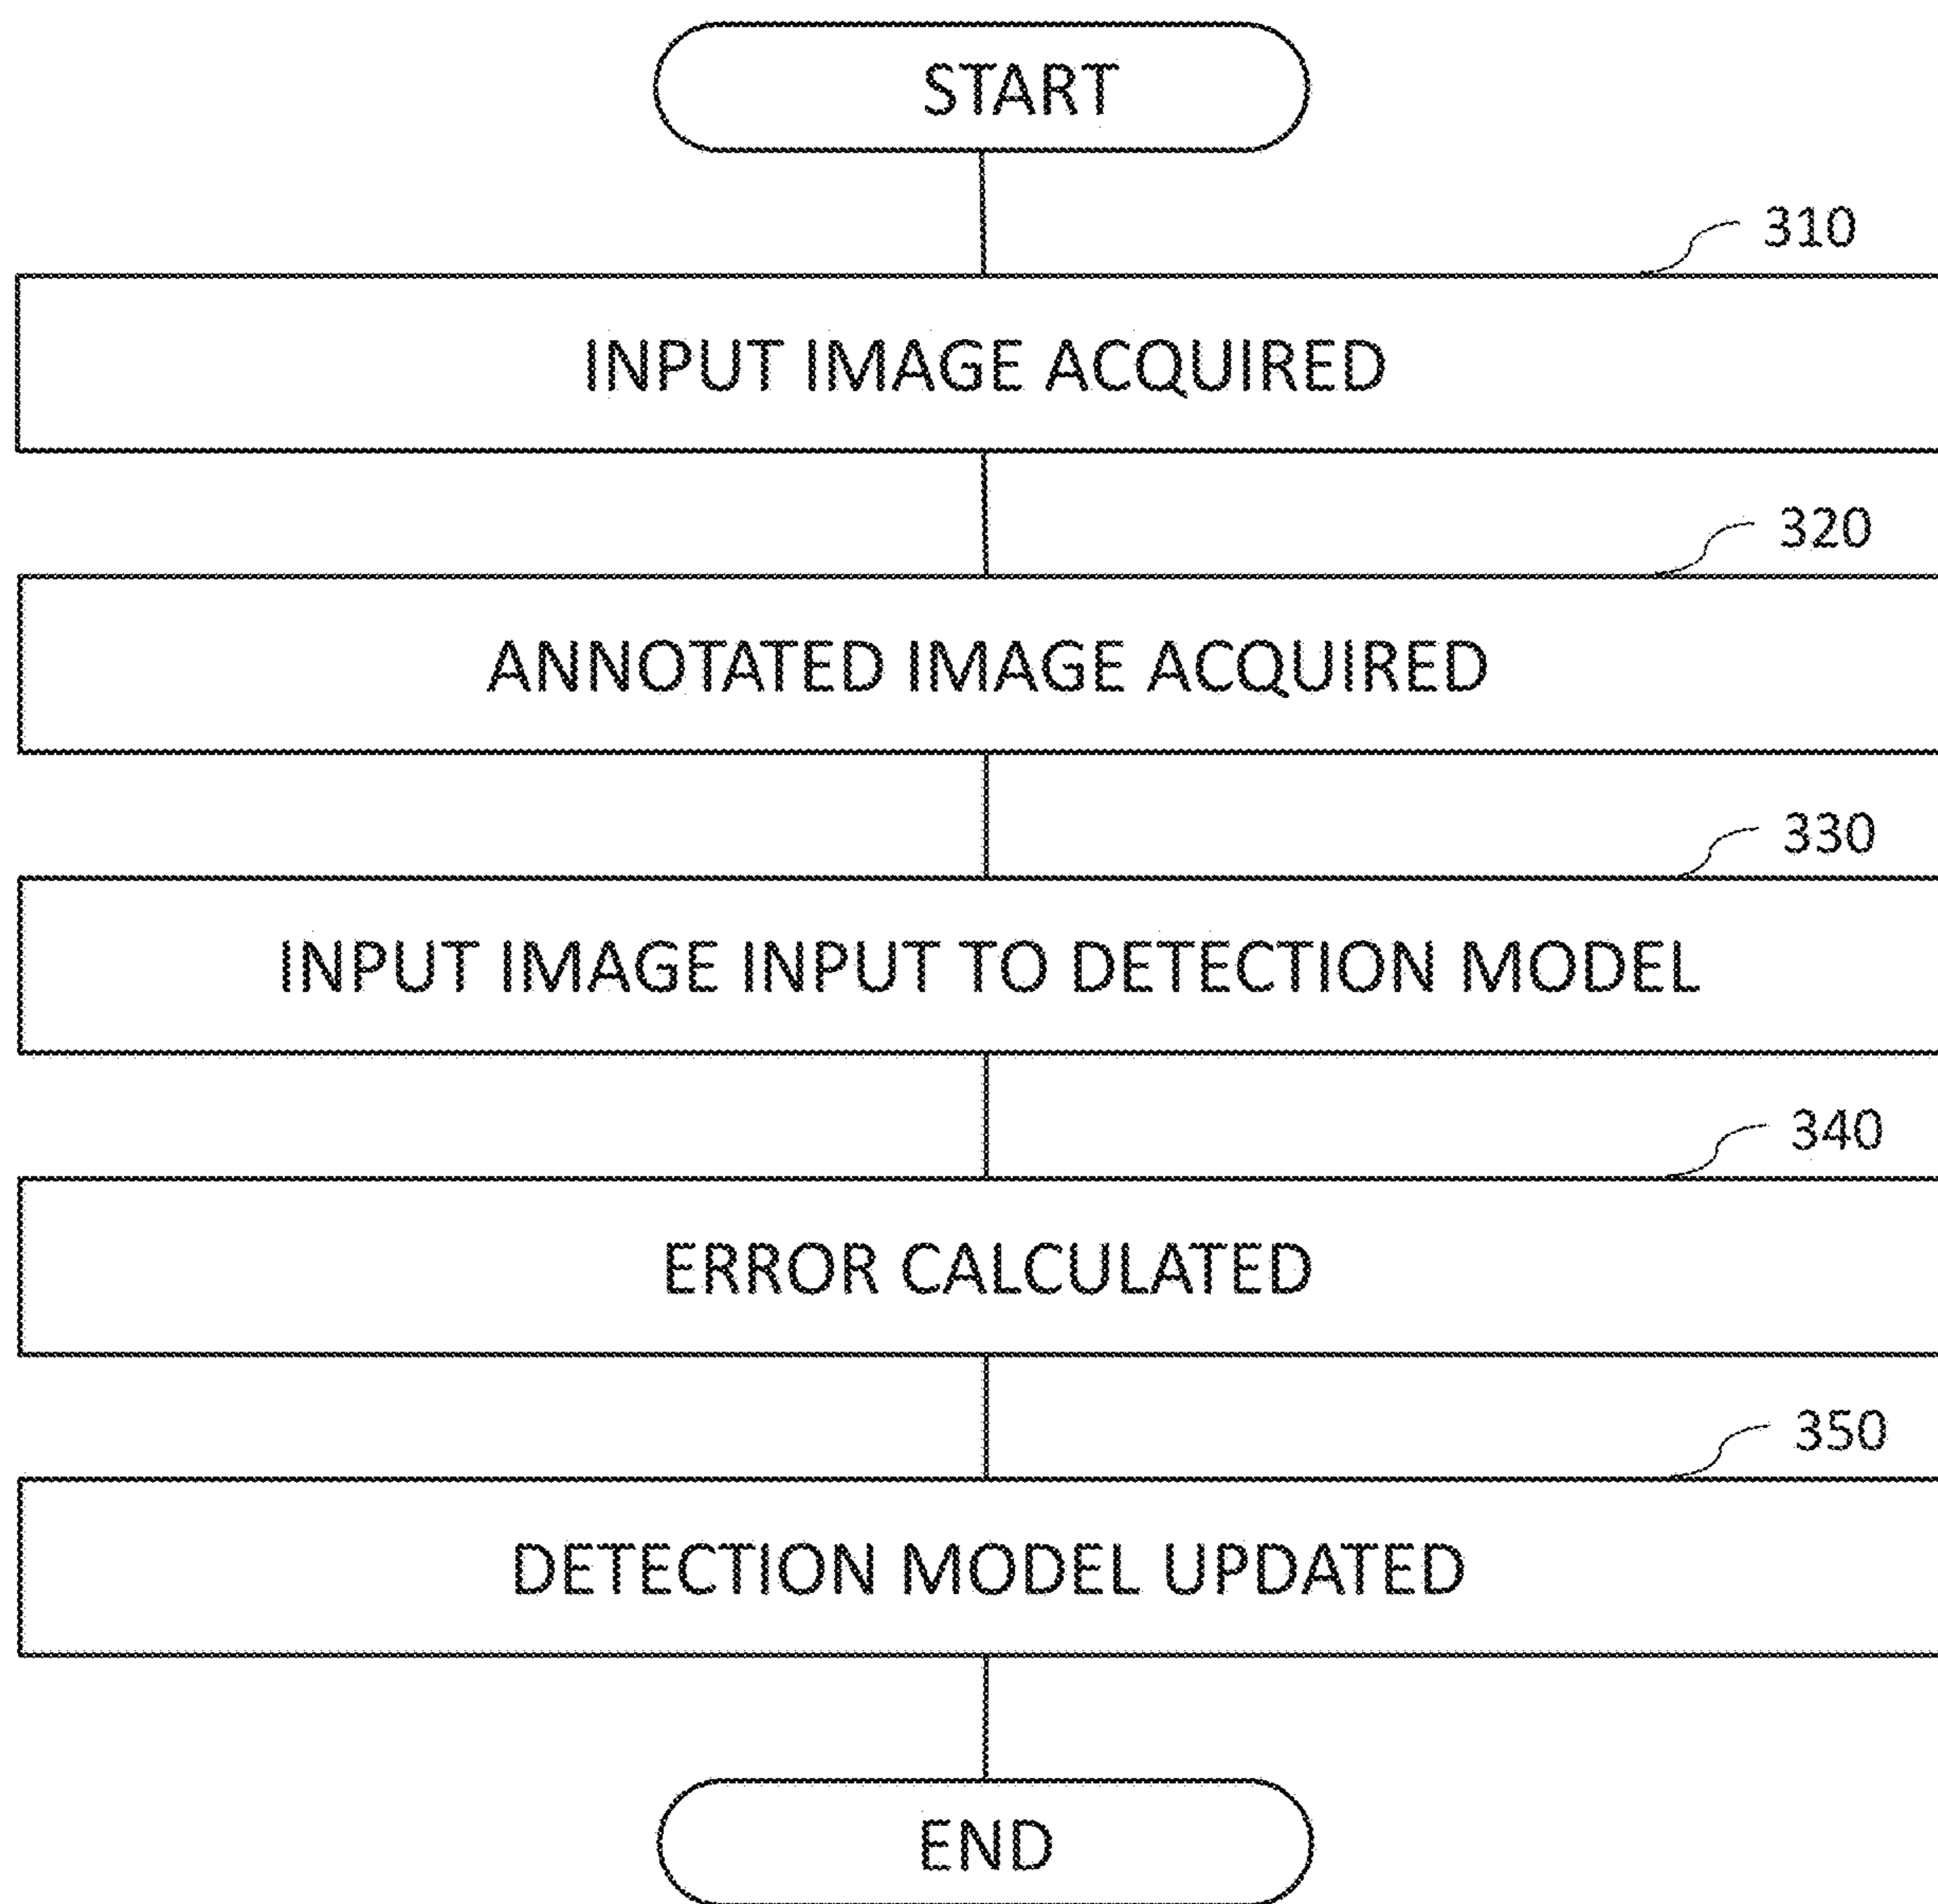 START
310
INPUT IMAGE ACQUIRED
320
ANNOTATED IMAGE ACQUIRED
330
INPUT IMAGE INPUT TO DETECTION MODEL
340
ERROR CALCULATED
350
DETECTION MODEL UPDATED
END